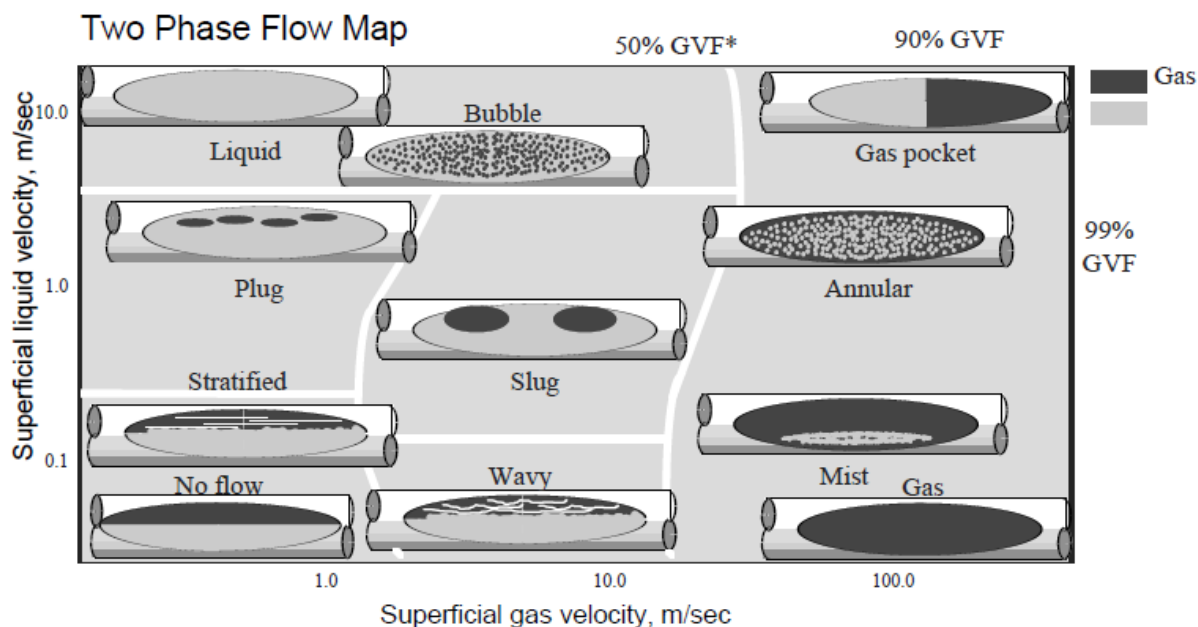 Two Phase Flow Map
50% GVF*
90% GVF
Gas
10.0
Bubble
Liquid
Gas pocket
99%
GVF
Superficial liquid velocity, m/sec
1.0
Plug
Annular
Stratified
Slug
0.1
No flow
Wavy
Mist
Gas
1.0
10.0
100.0
Superficial gas velocity, m/sec